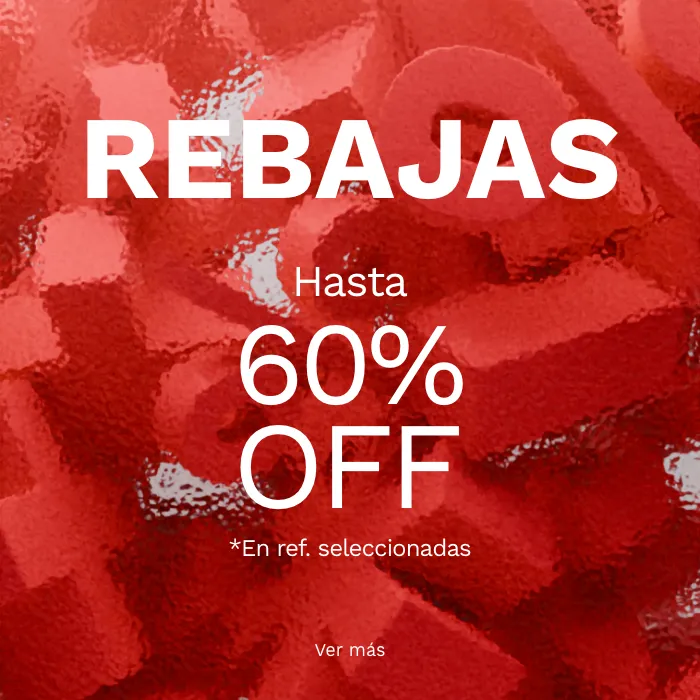 REBAJAS
Hasta
60%
OFF
*En ref. seleccionadas
Ver más